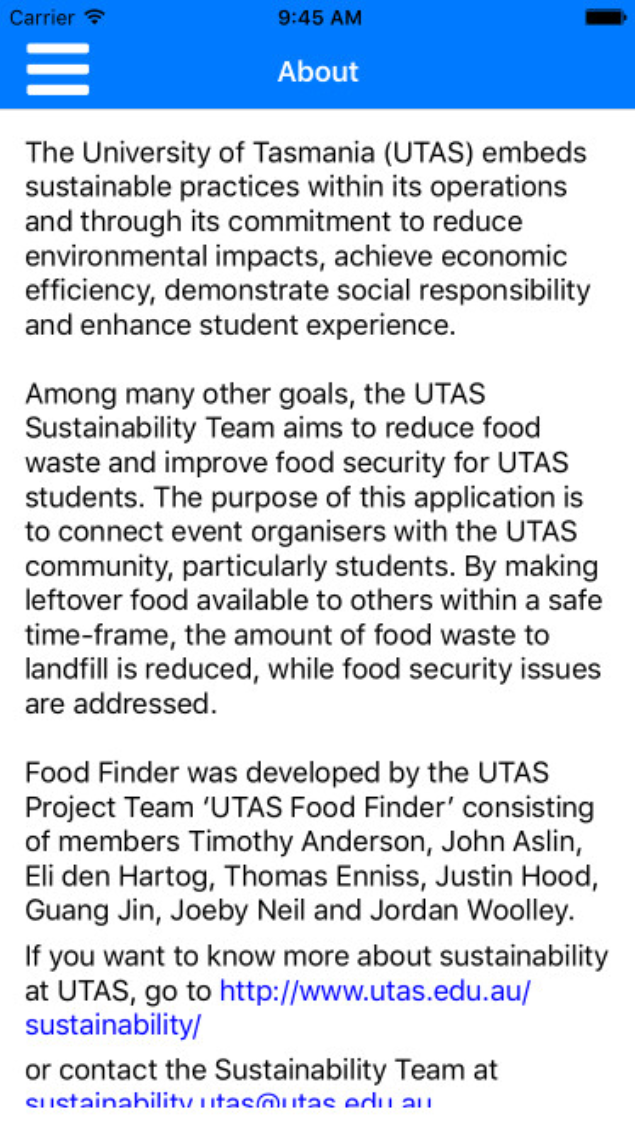 Carrier 9:45 AM
About
The University of Tasmania (UTAS) embeds
sustainable practices within its operations
and through its commitment to reduce
environmental impacts, achieve economic
efficiency, demonstrate social responsibility
and enhance student experience.
Among many other goals, the UTAS
Sustainability Team aims to reduce food
waste and improve food security for UTAS
students. The purpose of this application is
to connect event organisers with the UTAS
community, particularly students. By making
leftover food available to others within a safe
time-frame, the amount of food waste to
landfill is reduced, while food security issues
are addressed.
Food Finder was developed by the UTAS
Project Team ‘UTAS Food Finder’ consisting
of members Timothy Anderson, John Aslin,
Eli den Hartog, Thomas Enniss, Justin Hood,
Guang Jin, Joeby Neil and Jordan Woolley.
If you want to know more about sustainability
at UTAS, go to http://www.utas.edu.au/
sustainability/
or contact the Sustainability Team at
sustainability.utas@utas.edu.au